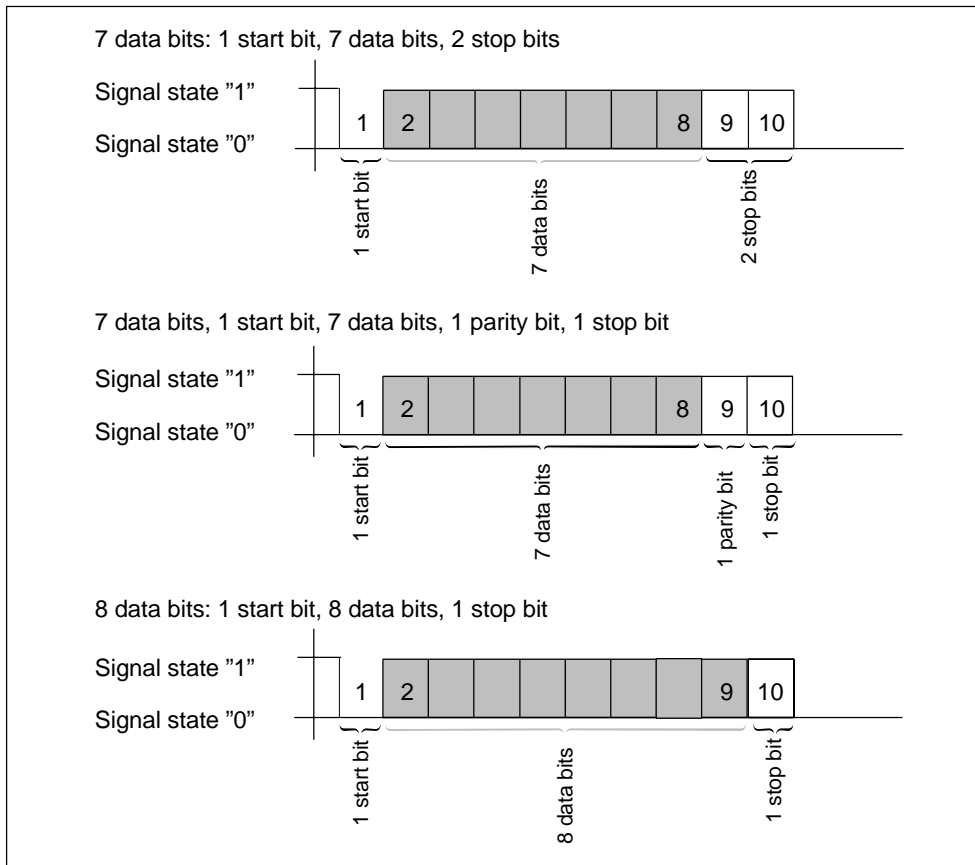 7 data bits: 1 start bit, 7 data bits, 2 stop bits
Signal state ”1”
Signal state ”0”
1 2 8 9 10
1 start bit
7 data bits
2 stop bits
7 data bits, 1 start bit, 7 data bits, 1 parity bit, 1 stop bit
Signal state ”1”
Signal state ”0”
1 2 8 9 10
1 start bit
7 data bits
1 parity bit
1 stop bit
8 data bits: 1 start bit, 8 data bits, 1 stop bit
Signal state ”1”
Signal state ”0”
1 2 9 10
1 start bit
8 data bits
1 stop bit